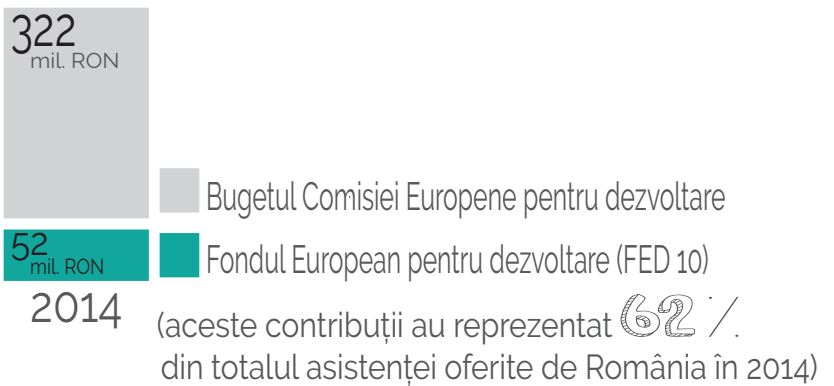 322
mil. RON
Bugetul Comisiei Europene pentru dezvoltare
52
mil. RON
Fondul European pentru dezvoltare (FED 10)
2014
(aceste contribuții au reprezentat 62 %
din totalul asistenței oferite de România în 2014)